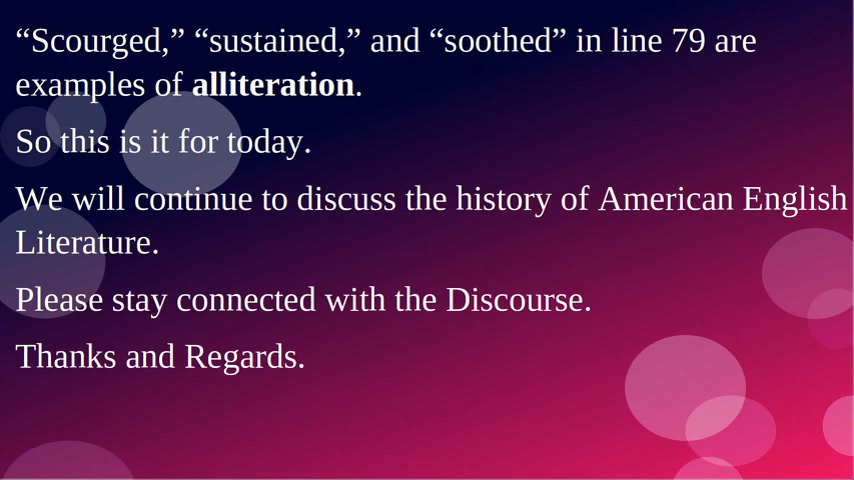 “Scourged,” “sustained,” and “soothed” in line 79 are
examples of alliteration.
So this is it for today.
We will continue to discuss the history of American English
Literature.
Please stay connected with the Discourse.
Thanks and Regards.